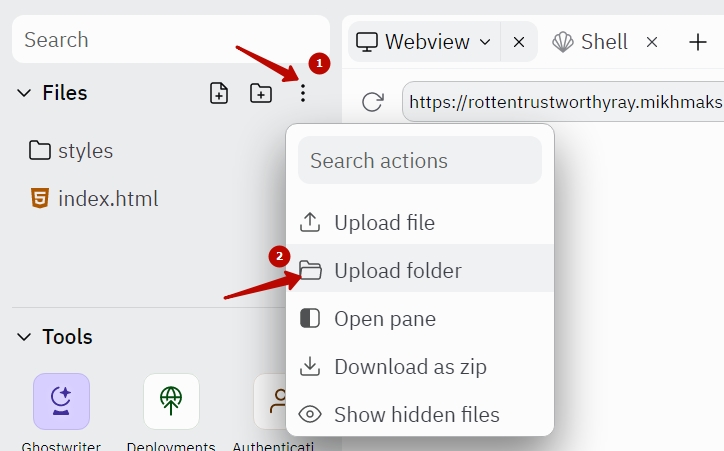 Search
Webview
Shell
1
Files
https://rottentrustworthyray.mikhmaks
Search actions
styles
index.html
Upload file
2
Upload folder
Open pane
Tools
Download as zip
Show hidden files
Ghostwriter
Deployments
Authenticati